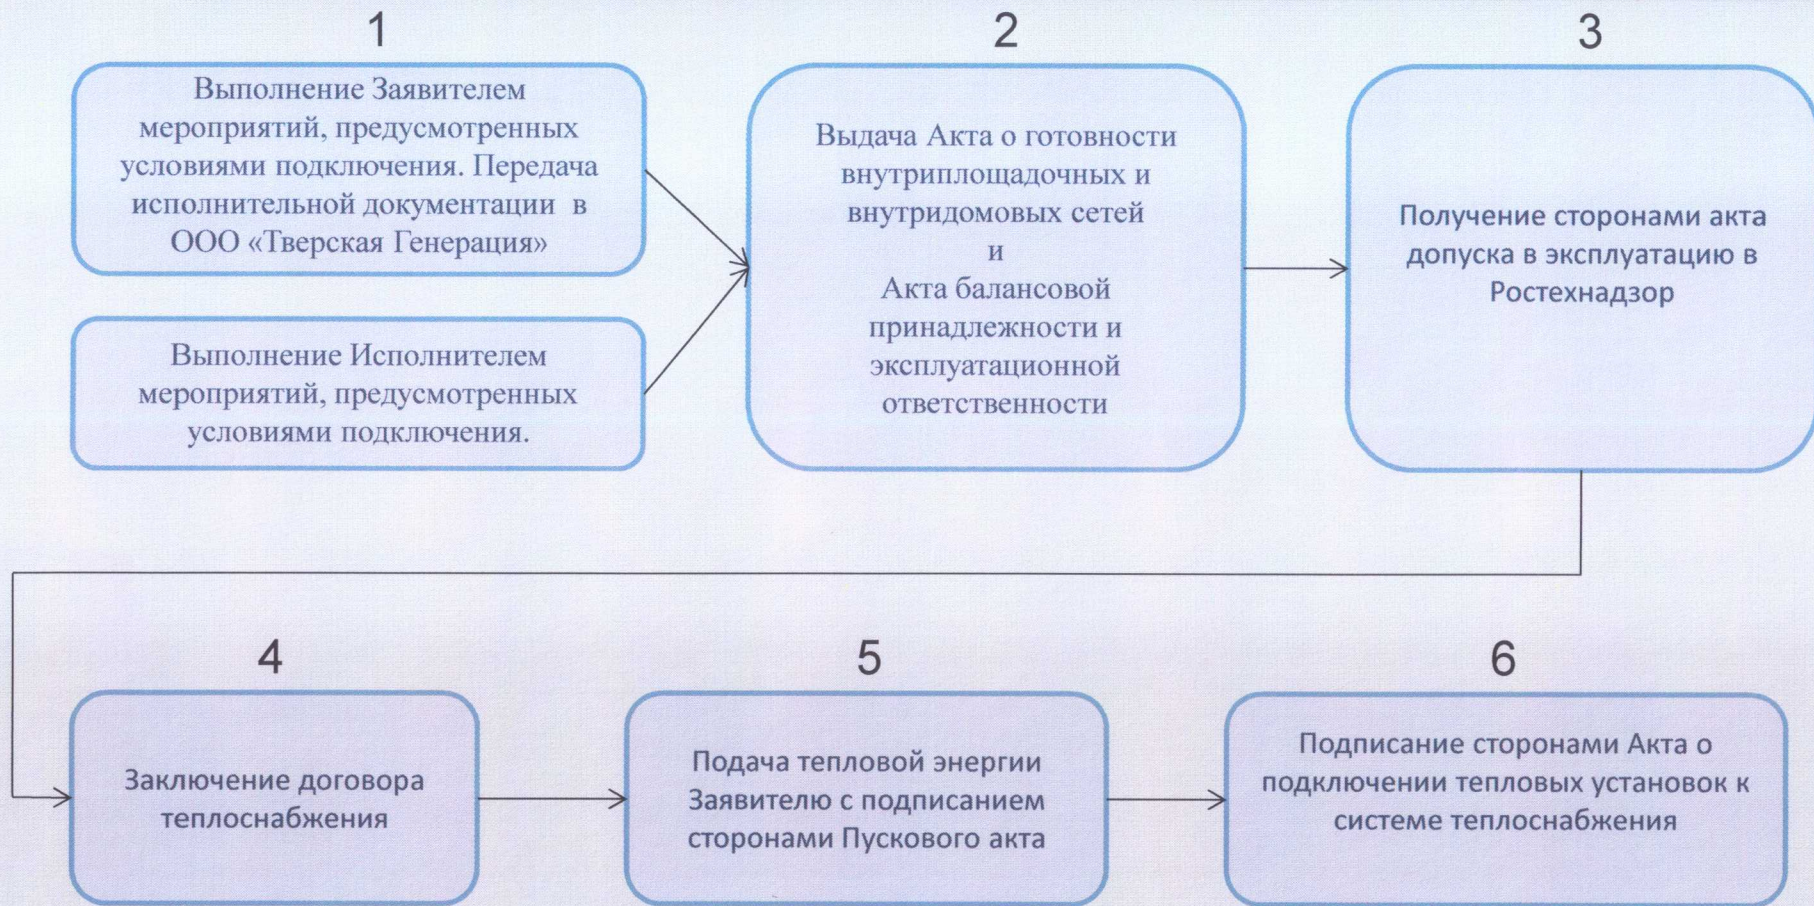 1
Выполнение Заявителем
мероприятий, предусмотренных
условиями подключения. Передача
исполнительной документации в
ООО «Тверская Генерация»
Выполнение Исполнителем
мероприятий, предусмотренных
условиями подключения.
2
Выдача Акта о готовности
внутриплощадочных и
внутридомовых сетей
и
Акта балансовой
принадлежности и
эксплуатационной
ответственности
3
Получение сторонами акта
допуска в эксплуатацию в
Ростехнадзор
4
Заключение договора
теплоснабжения
5
Подача тепловой энергии
Заявителю с подписанием
сторонами Пускового акта
6
Подписание сторонами Акта о
подключении тепловых установок к
системе теплоснабжения